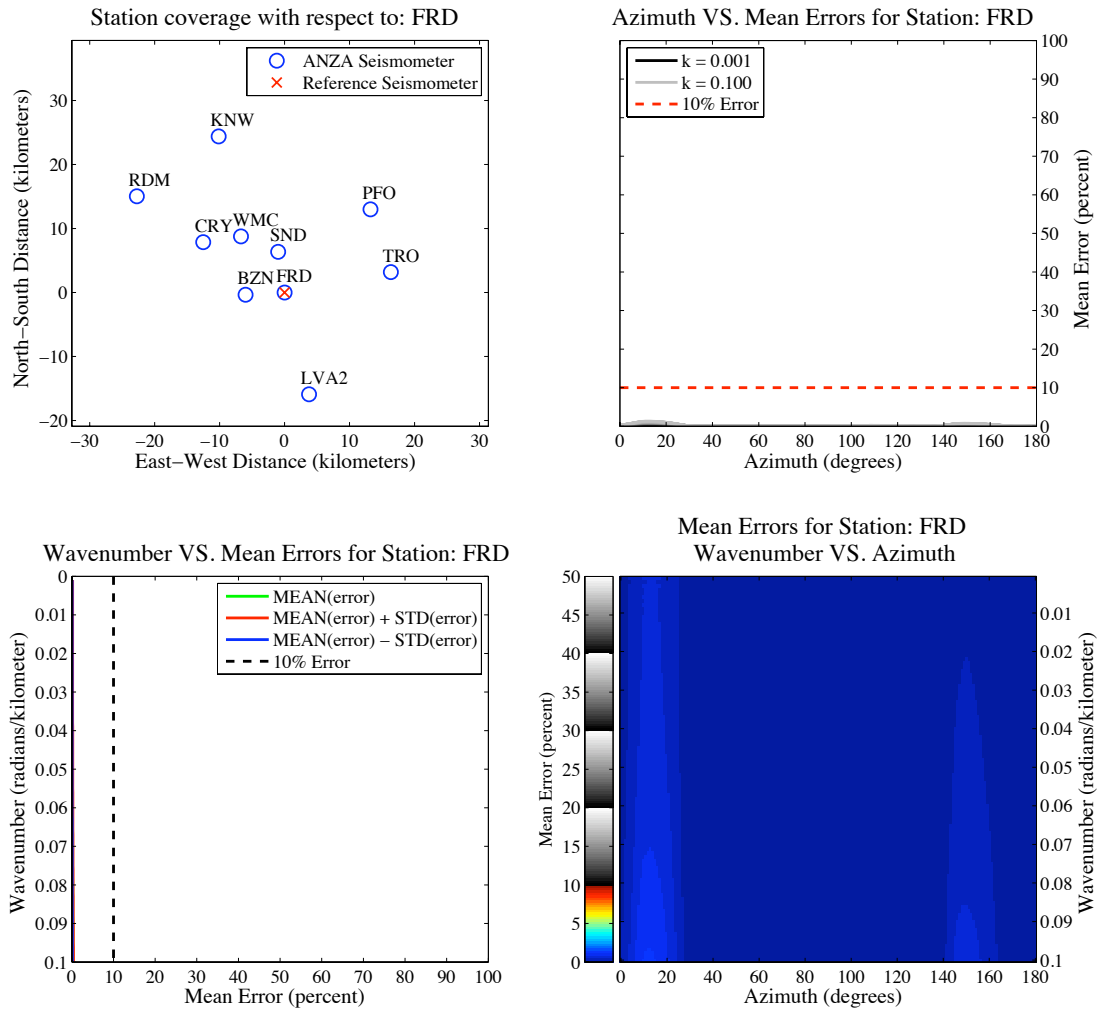 Station coverage with respect to: FRD
ANZA Seismometer
Reference Seismometer
KNW
RDM
PFO
CRY
WMC
SND
TRO
BZN
FRD
LVA2
30
20
10
0
−10
−20
North−South Distance (kilometers)
−30
−20
−10
0
10
20
30
East−West Distance (kilometers)
Azimuth VS. Mean Errors for Station: FRD
k = 0.001
k = 0.100
10% Error
100
90
80
70
60
50
40
30
20
10
0
Mean Error (percent)
0
20
40
60
80
100
120
140
160
180
Azimuth (degrees)
Wavenumber VS. Mean Errors for Station: FRD
MEAN(error)
MEAN(error) + STD(error)
MEAN(error) − STD(error)
10% Error
0
0.01
0.02
0.03
0.04
0.05
0.06
0.07
0.08
0.09
0.1
Wavenumber (radians/kilometer)
0
10
20
30
40
50
60
70
80
90
100
Mean Error (percent)
Mean Errors for Station: FRD
Wavenumber VS. Azimuth
50
45
40
35
30
25
20
15
10
5
0
Mean Error (percent)
0.01
0.02
0.03
0.04
0.05
0.06
0.07
0.08
0.09
0.1
Wavenumber (radians/kilometer)
0
20
40
60
80
100
120
140
160
180
Azimuth (degrees)